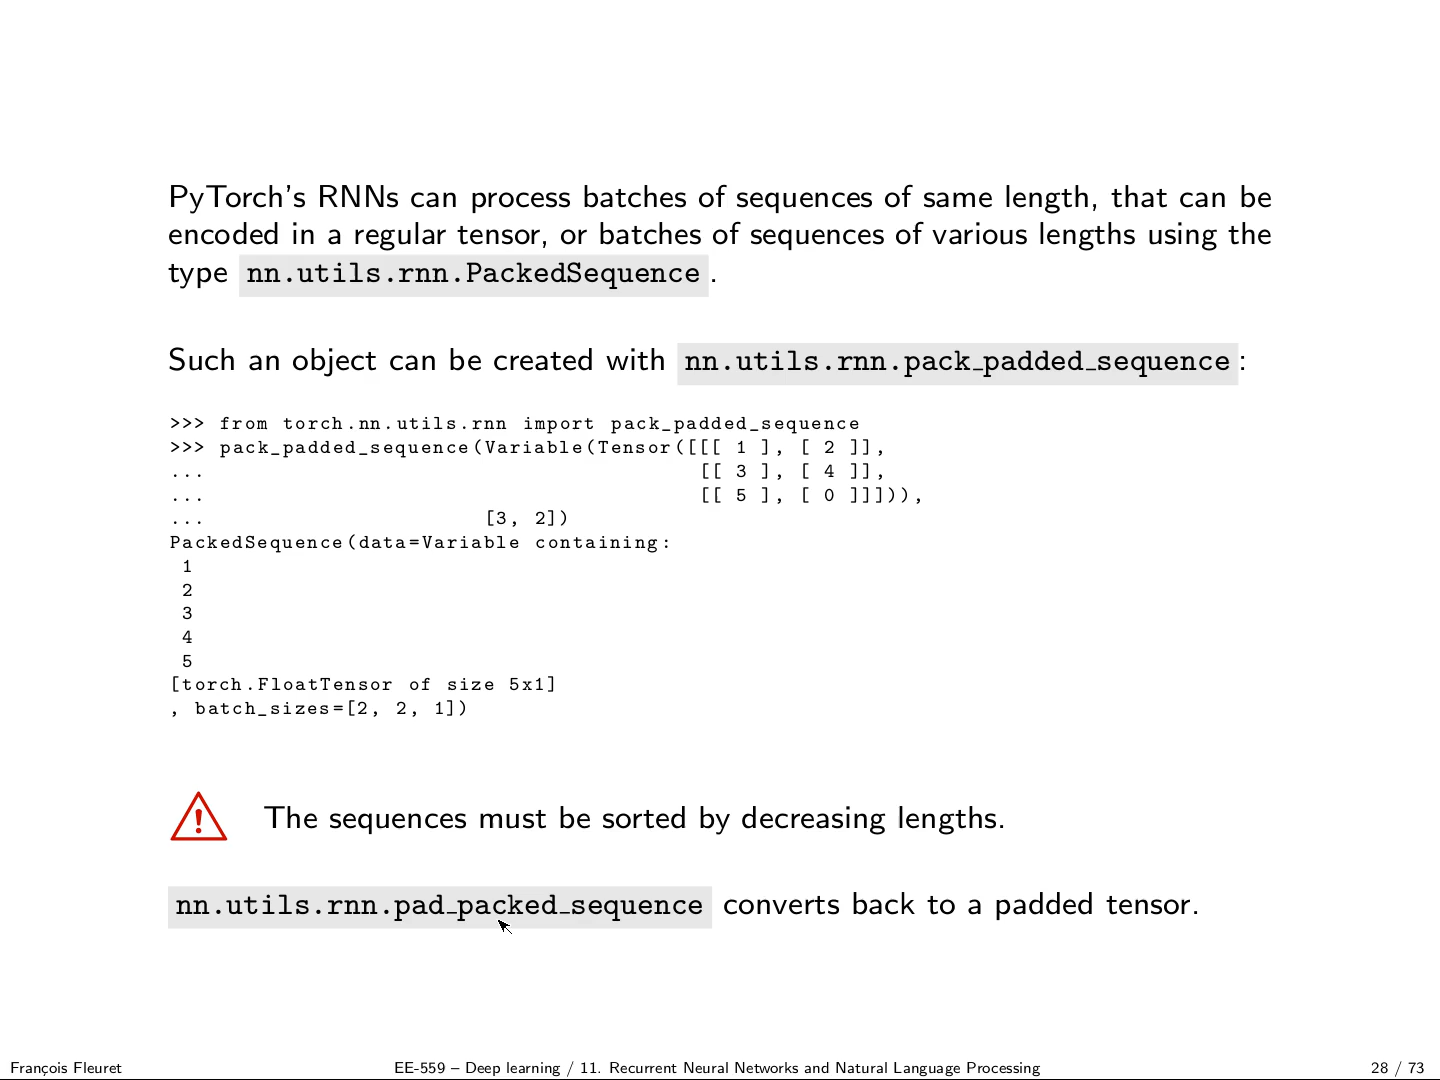 PyTorch's RNNs can process batches of sequences of same length, that can be
encoded in a regular tensor, or batches of sequences of various lengths using the
type nn.utils.rnn.PackedSequence.
Such an object can be created with nn.utils.rnn.pack_padded_sequence:
>>> from torch.nn.utils.rnn import pack_padded_sequence
>>> pack_padded_sequence(Variable(Tensor([[[ 1 ], [ 2 ]],
...                                        [[ 3 ], [ 4 ]],
...                                        [[ 5 ], [ 0 ]]])),
...                      [3, 2])
PackedSequence(data=Variable containing:
1
2
3
4
5
[torch.FloatTensor of size 5x1]
, batch_sizes=[2, 2, 1])
The sequences must be sorted by decreasing lengths.
nn.utils.rnn.pad_packed_sequence converts back to a padded tensor.
François Fleuret EE-559 – Deep learning / 11. Recurrent Neural Networks and Natural Language Processing 28 / 73